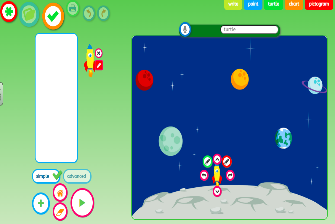 write paint turtle chart pictogram
turtle
simple advanced